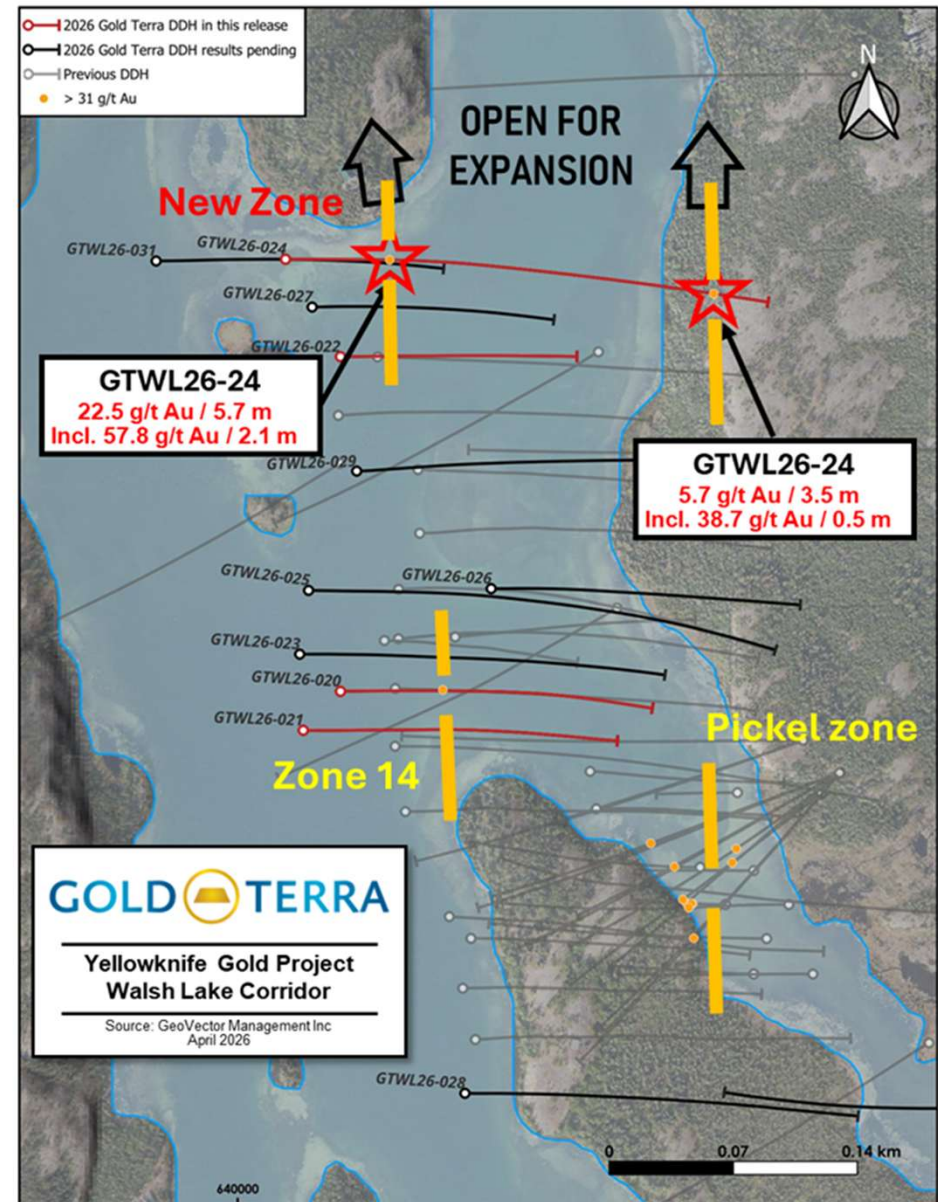 2026 Gold Terra DDH in this release
2026 Gold Terra DDH results pending
Previous DDH
> 31 g/t Au
N
OPEN FOR
EXPANSION
New Zone
GTWL26-031
GTWL26-024
GTWL26-027
GTWL26-022
GTWL26-24
22.5 g/t Au / 5.7 m
Incl. 57.8 g/t Au / 2.1 m
GTWL26-029
GTWL26-24
5.7 g/t Au / 3.5 m
Incl. 38.7 g/t Au / 0.5 m
GTWL26-025
GTWL26-026
GTWL26-023
GTWL26-020
GTWL26-021
Pickel zone
Zone 14
GOLD TERRA
Yellowknife Gold Project
Walsh Lake Corridor
Source: GeoVector Management Inc
April 2026
GTWL26-028
0 0.07 0.14 km
640000